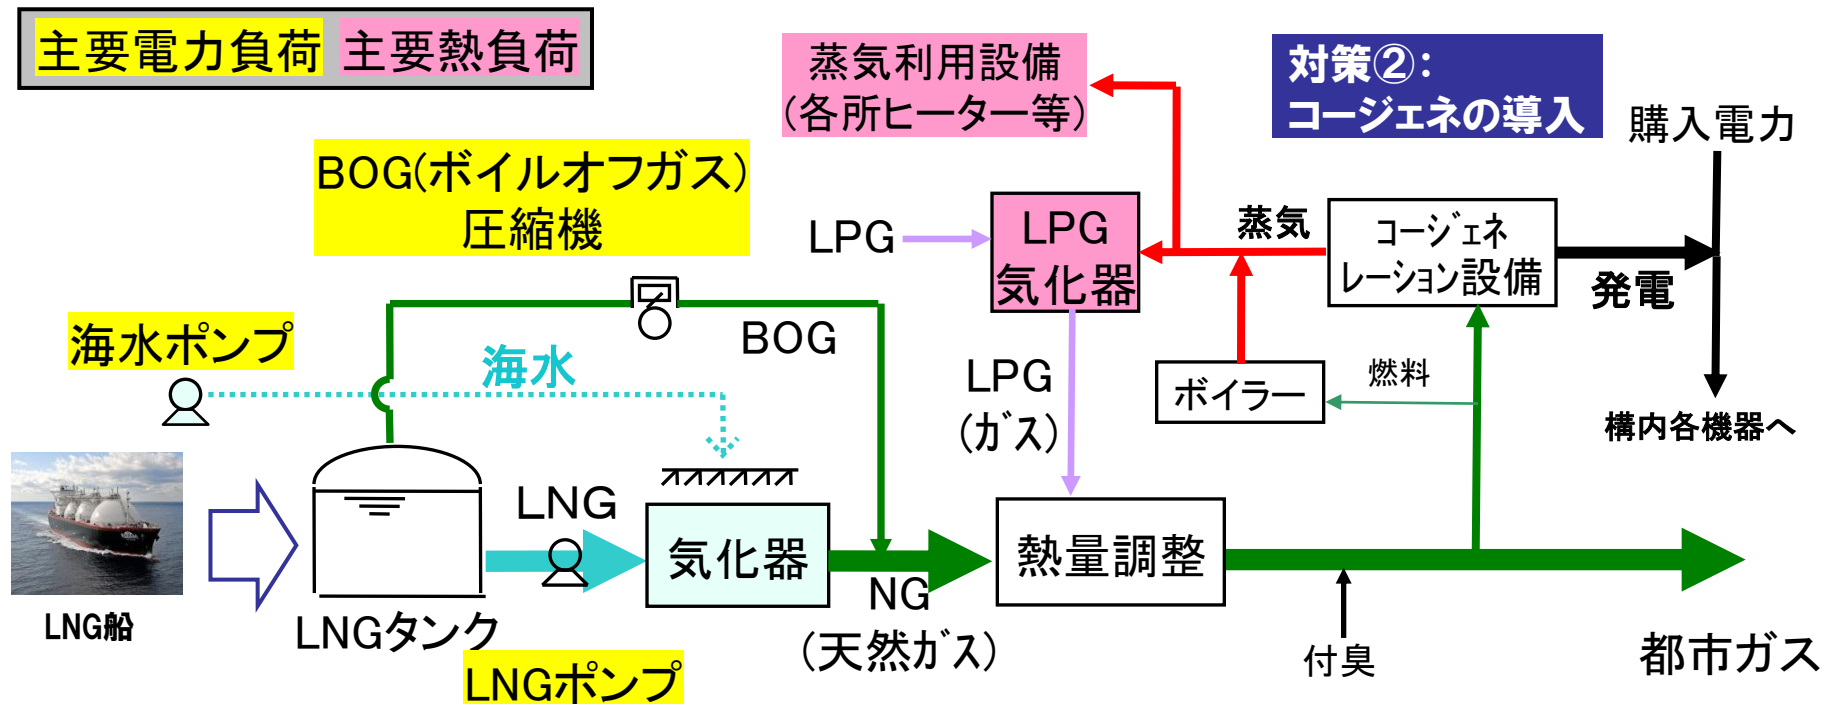 主要電力負荷 主要熱負荷
蒸気利用設備
(各所ヒーター等)
対策②:
コージェネの導入
購入電力
BOG(ボイルオフガス)
圧縮機
LPG
LPG
気化器
蒸気
コージェネ
レーション設備
発電
海水ポンプ
海水
BOG
LPG
(ガス)
ボイラー
燃料
構内各機器へ
LNG
気化器
熱量調整
LNG船
LNGタンク
NG
(天然ガス)
付臭
都市ガス
LNGポンプ